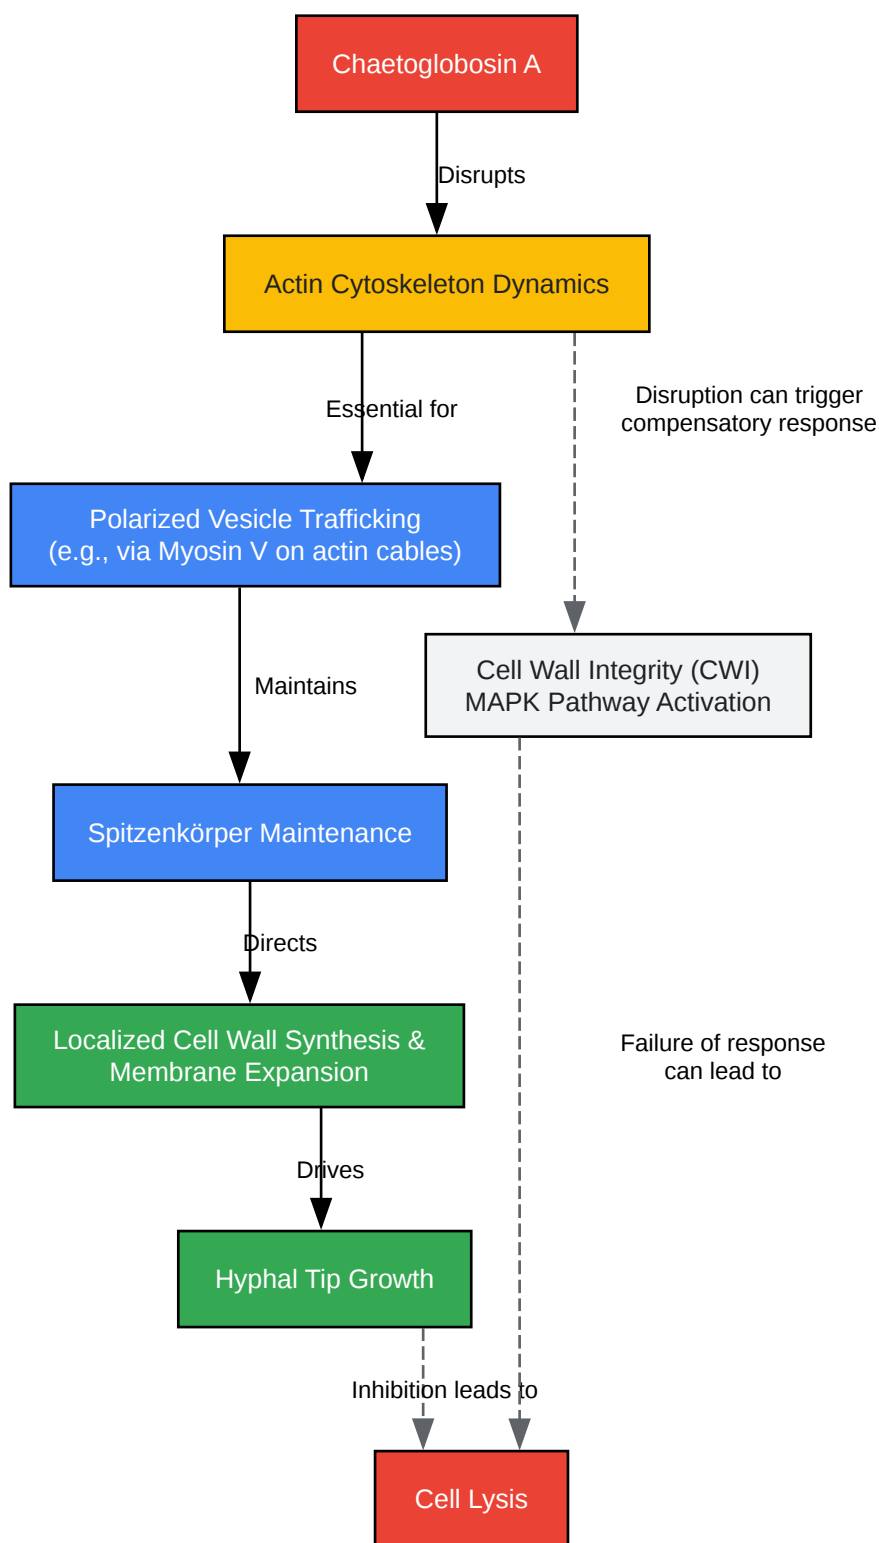 Chaetoglobosin A
Disrupts
Actin Cytoskeleton Dynamics
Essential for
Disruption can trigger
compensatory response
Polarized Vesicle Trafficking
(e.g., via Myosin V on actin cables)
Maintains
Cell Wall Integrity (CWI)
MAPK Pathway Activation
Spitzenkörper Maintenance
Directs
Localized Cell Wall Synthesis &
Membrane Expansion
Failure of response
can lead to
Drives
Hyphal Tip Growth
Inhibition leads to
Cell Lysis